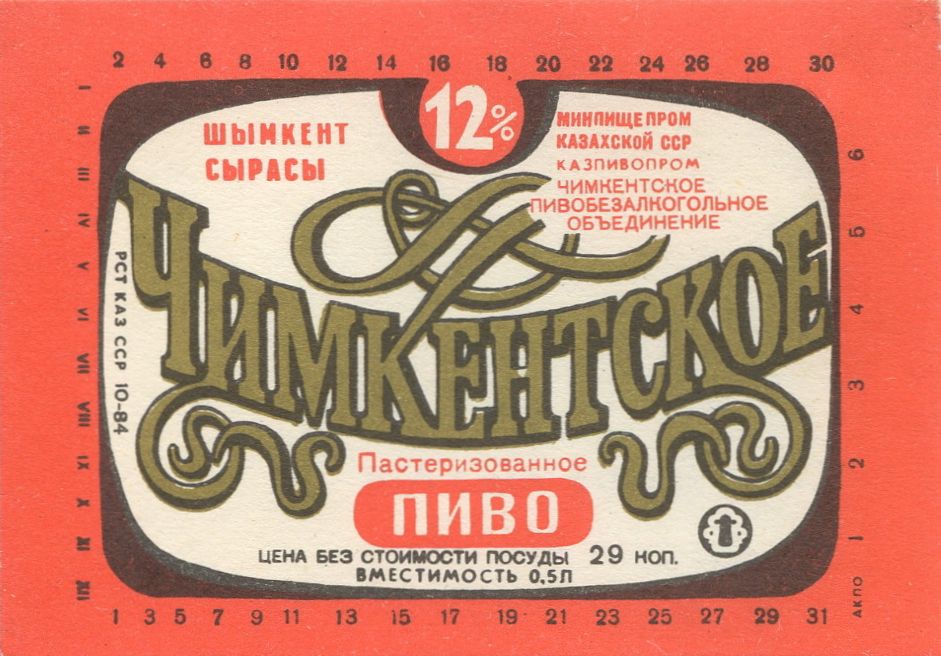 2 4 6 8 10 12 14 16 18 20 22 24 26 28 30
I
II
III
IV
V
VI
VII
VIII
IX
X
XI
XII
12%
ШЫМКЕНТ
СЫРАСЫ
МИНПИЩЕПРОМ
КАЗАХСКОЙ ССР
КАЗПИВОПРОМ
ЧИМКЕНТСКОЕ
ПИВОБЕЗАЛКОГОЛЬНОЕ
ОБЪЕДИНЕНИЕ
РСТ КАЗ ССР 10-84
ЧИМКЕНТСКОЕ
Пастеризованное
ПИВО
ЦЕНА БЕЗ СТОИМОСТИ ПОСУДЫ 29 КОП.
ВМЕСТИМОСТЬ 0,5Л
6
5
4
3
2
1
АКПО
1 3 5 7 9 11 13 15 17 19 21 23 25 27 29 31